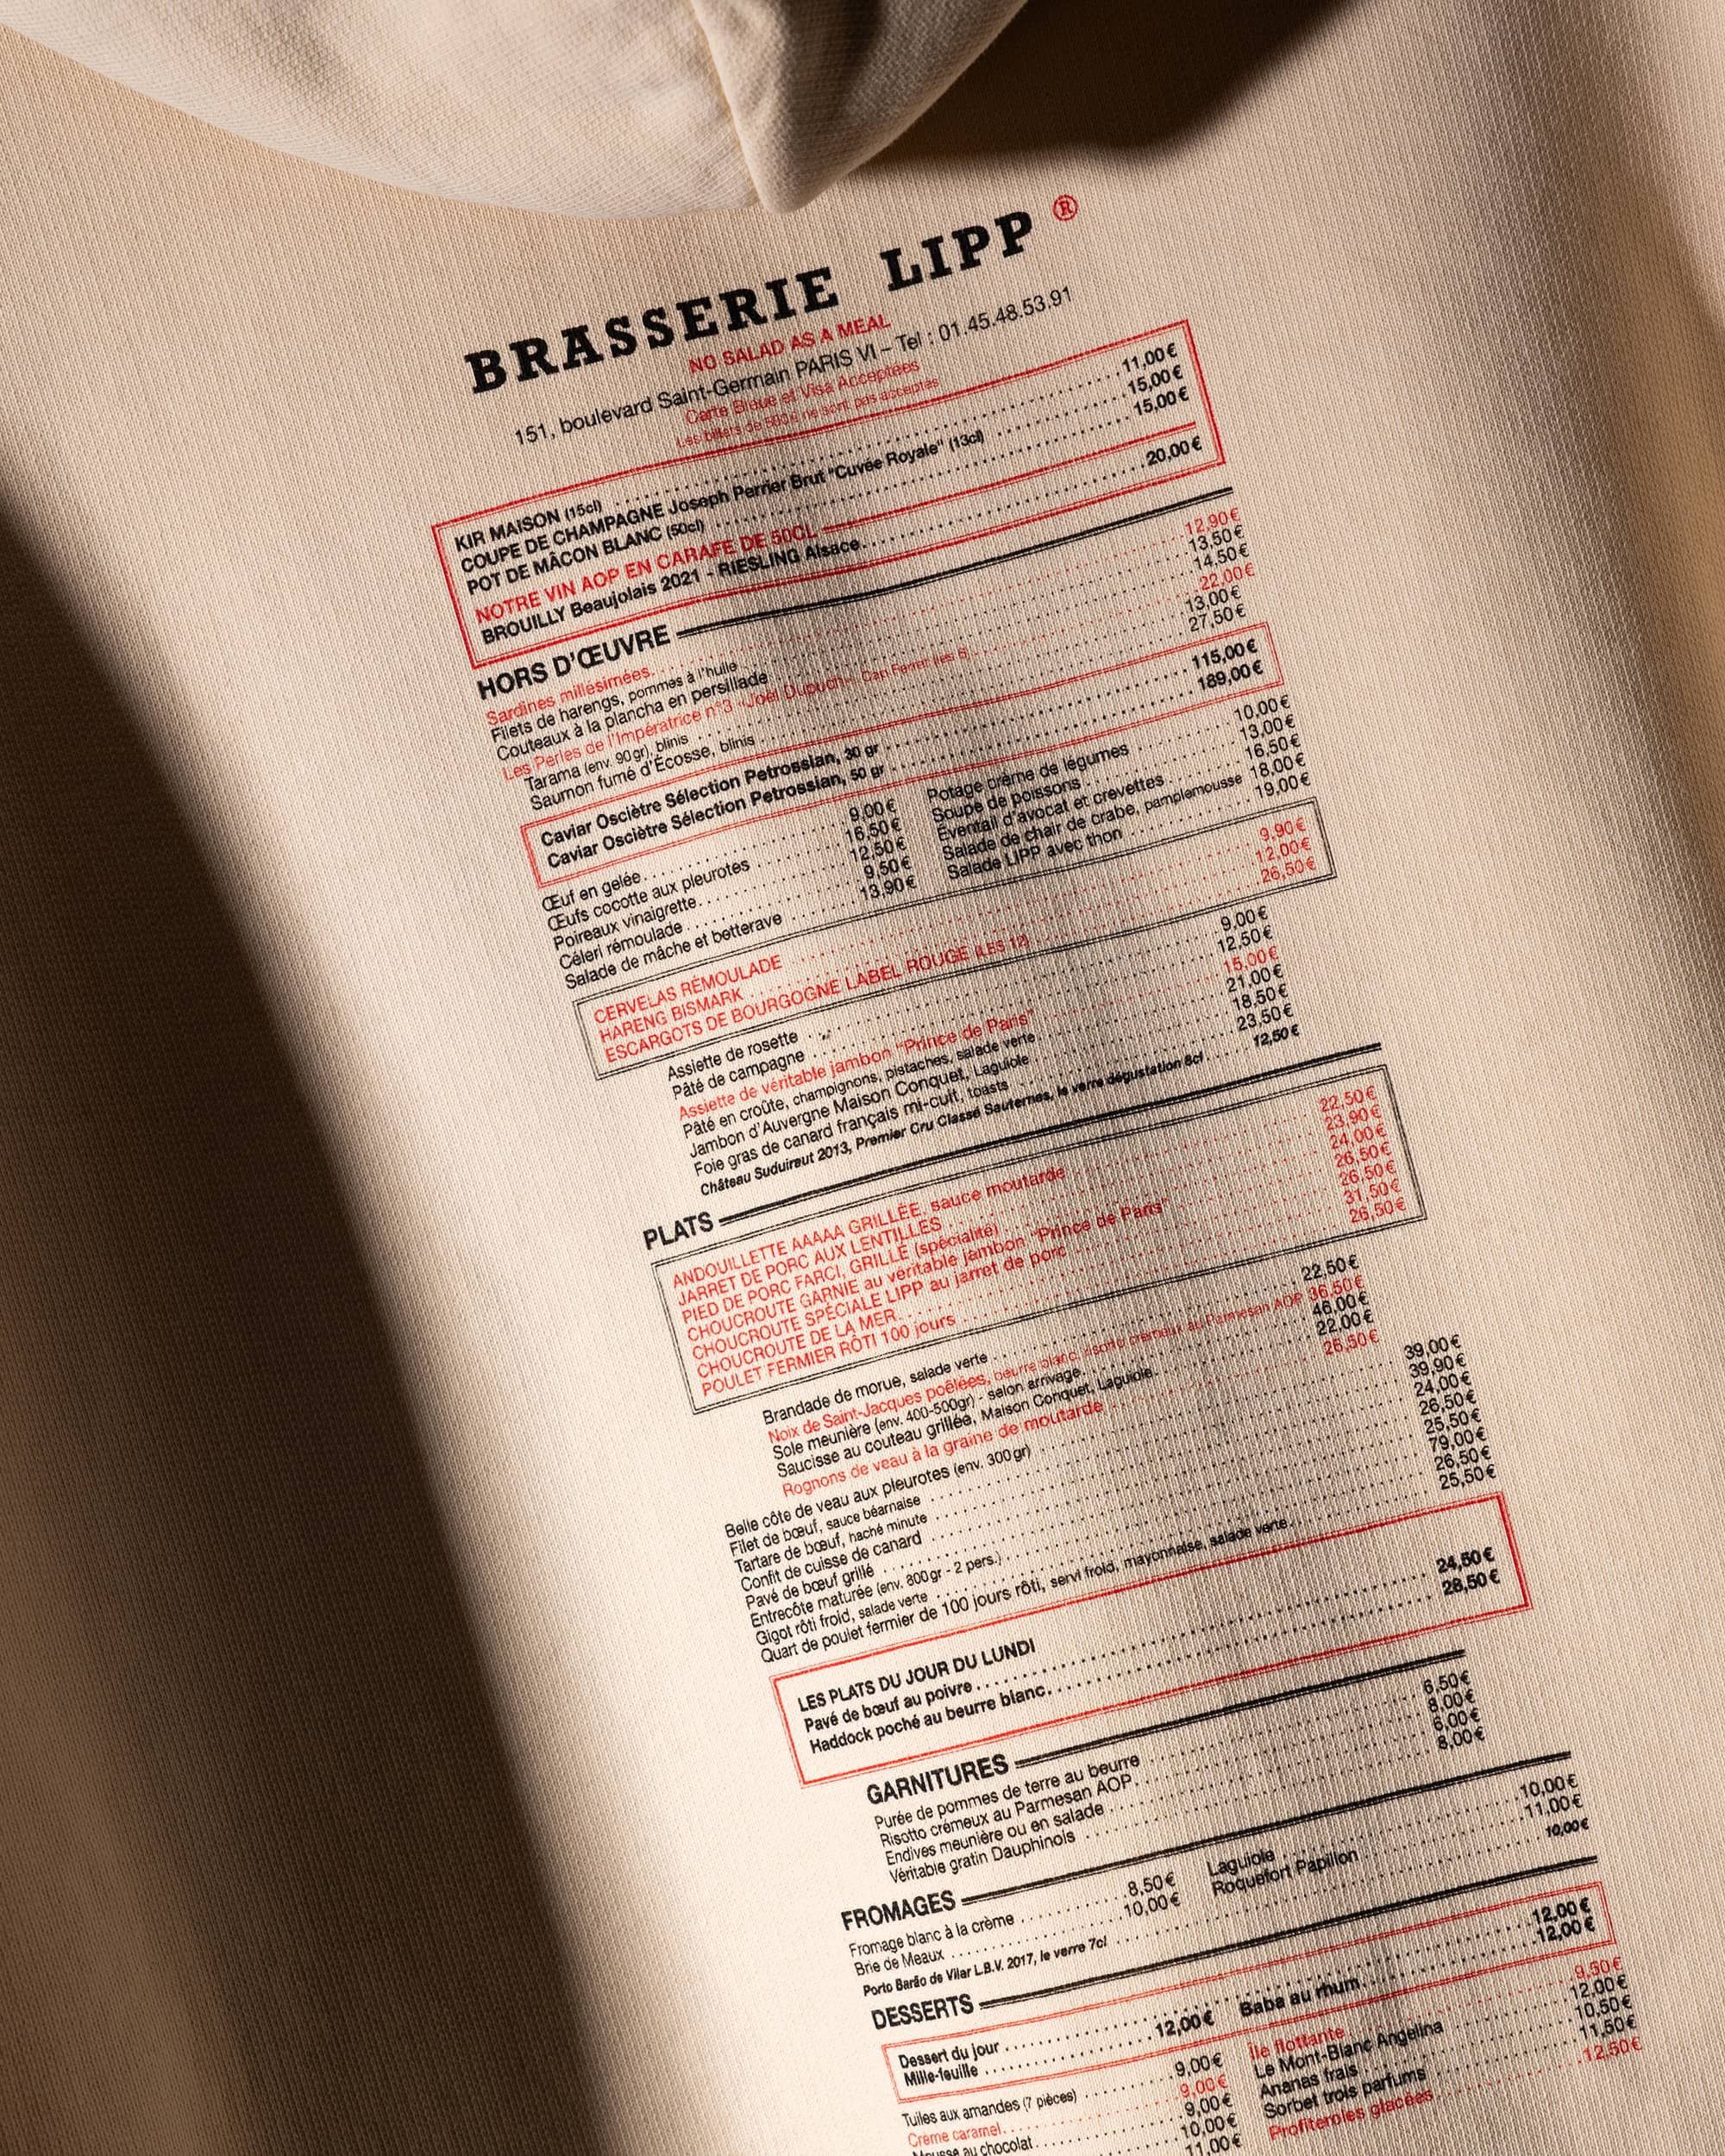 BRASSERIE LIPP ®
NO SALAD AS A MEAL
151, boulevard Saint-Germain PARIS VI – Tel : 01.45.48.53.91
Carte Bleue et Visa Acceptées
Les billets de 500€ ne sont pas acceptés
KIR MAISON (15cl) 11,00€
COUPE DE CHAMPAGNE Joseph Perrier Brut "Cuvée Royale" (13cl) 15,00€
POT DE MÂCON BLANC (50cl) 15,00€
NOTRE VIN AOP EN CARAFE DE 50CL
BROUILLY Beaujolais 2021 - RIESLING Alsace 20,00€
HORS D'ŒUVRE
Sardines millésimées 12,90€
Filets de harengs, pommes à l'huile 13,50€
Couteaux à la plancha en persillade 14,50€
Les Perles de l'Impératrice n°3 "Joël Dupuch" Cap Ferret les 6 22,00€
Tarama (env. 90gr), blinis 13,00€
Saumon fumé d'Écosse, blinis 27,50€
Caviar Osciètre Sélection Petrossian, 30 gr 115,00€
Caviar Osciètre Sélection Petrossian, 50 gr 189,00€
Œuf en gelée 9,00€ Potage crème de légumes 10,00€
Œufs cocotte aux pleurotes 16,50€ Soupe de poissons 13,00€
Poireaux vinaigrette 12,50€ Éventail d'avocat et crevettes 16,50€
Céleri rémoulade 9,50€ Salade de chair de crabe, pamplemousse 18,00€
Salade de mâche et betterave 13,90€ Salade LIPP avec thon 19,00€
CERVELAS RÉMOULADE 9,90€
HARENG BISMARK 12,00€
ESCARGOTS DE BOURGOGNE LABEL ROUGE (LES 12) 26,50€
Assiette de rosette 9,00€
Pâté de campagne 12,50€
Assiette de véritable jambon "Prince de Paris" 15,00€
Pâté en croûte, champignons, pistaches, salade verte 21,00€
Jambon d'Auvergne Maison Conquet, Laguiole 18,50€
Foie gras de canard français mi-cuit, toasts 23,50€
Château Suduiraut 2013, Premier Cru Classé Sauternes, le verre dégustation 8cl 12,50€
PLATS
ANDOUILLETTE AAAAA GRILLÉE, sauce moutarde 22,50€
JARRET DE PORC AUX LENTILLES 23,90€
PIED DE PORC FARCI, GRILLÉ (spécialité) 24,00€
CHOUCROUTE GARNIE au véritable jambon "Prince de Paris" 26,50€
CHOUCROUTE SPÉCIALE LIPP au jarret de porc 26,50€
CHOUCROUTE DE LA MER 31,50€
POULET FERMIER RÔTI 100 jours 26,50€
Brandade de morue, salade verte 22,50€
Noix de Saint-Jacques poêlées, beurre blanc, risotto crémeux au Parmesan AOP 36,50€
Sole meunière (env. 400-500gr) - selon arrivage 46,00€
Saucisse au couteau grillée, Maison Conquet, Laguiole 22,00€
Rognons de veau à la graine de moutarde 26,50€
Belle côte de veau aux pleurotes (env. 300gr) 39,00€
Filet de bœuf, sauce béarnaise 39,90€
Tartare de bœuf, haché minute 24,00€
Confit de cuisse de canard 26,50€
Pavé de bœuf grillé 25,50€
Entrecôte maturée (env. 800gr - 2 pers.) 79,00€
Gigot rôti froid, salade verte 26,50€
Quart de poulet fermier de 100 jours rôti, servi froid, mayonnaise, salade verte 25,50€
LES PLATS DU JOUR DU LUNDI
Pavé de bœuf au poivre 24,50€
Haddock poché au beurre blanc 28,50€
GARNITURES
Purée de pommes de terre au beurre 6,50€
Risotto crémeux au Parmesan AOP 8,00€
Endives meunière ou en salade 6,00€
Véritable gratin Dauphinois 8,00€
FROMAGES
Fromage blanc à la crème 8,50€ Laguiole 10,00€
Brie de Meaux 10,00€ Roquefort Papillon 11,00€
Porto Barão de Vilar L.B.V. 2017, le verre 7cl 10,00€
DESSERTS
Dessert du jour 12,00€
Mille-feuille 12,00€ Baba au rhum 12,00€
Tuiles aux amandes (7 pièces) 9,00€ Île flottante 9,50€
Crème caramel 9,00€ Le Mont-Blanc Angelina 12,00€
Mousse au chocolat 9,00€ Ananas frais 10,50€
10,00€ Sorbet trois parfums 11,50€
11,00€ Profiteroles glacées 12,50€